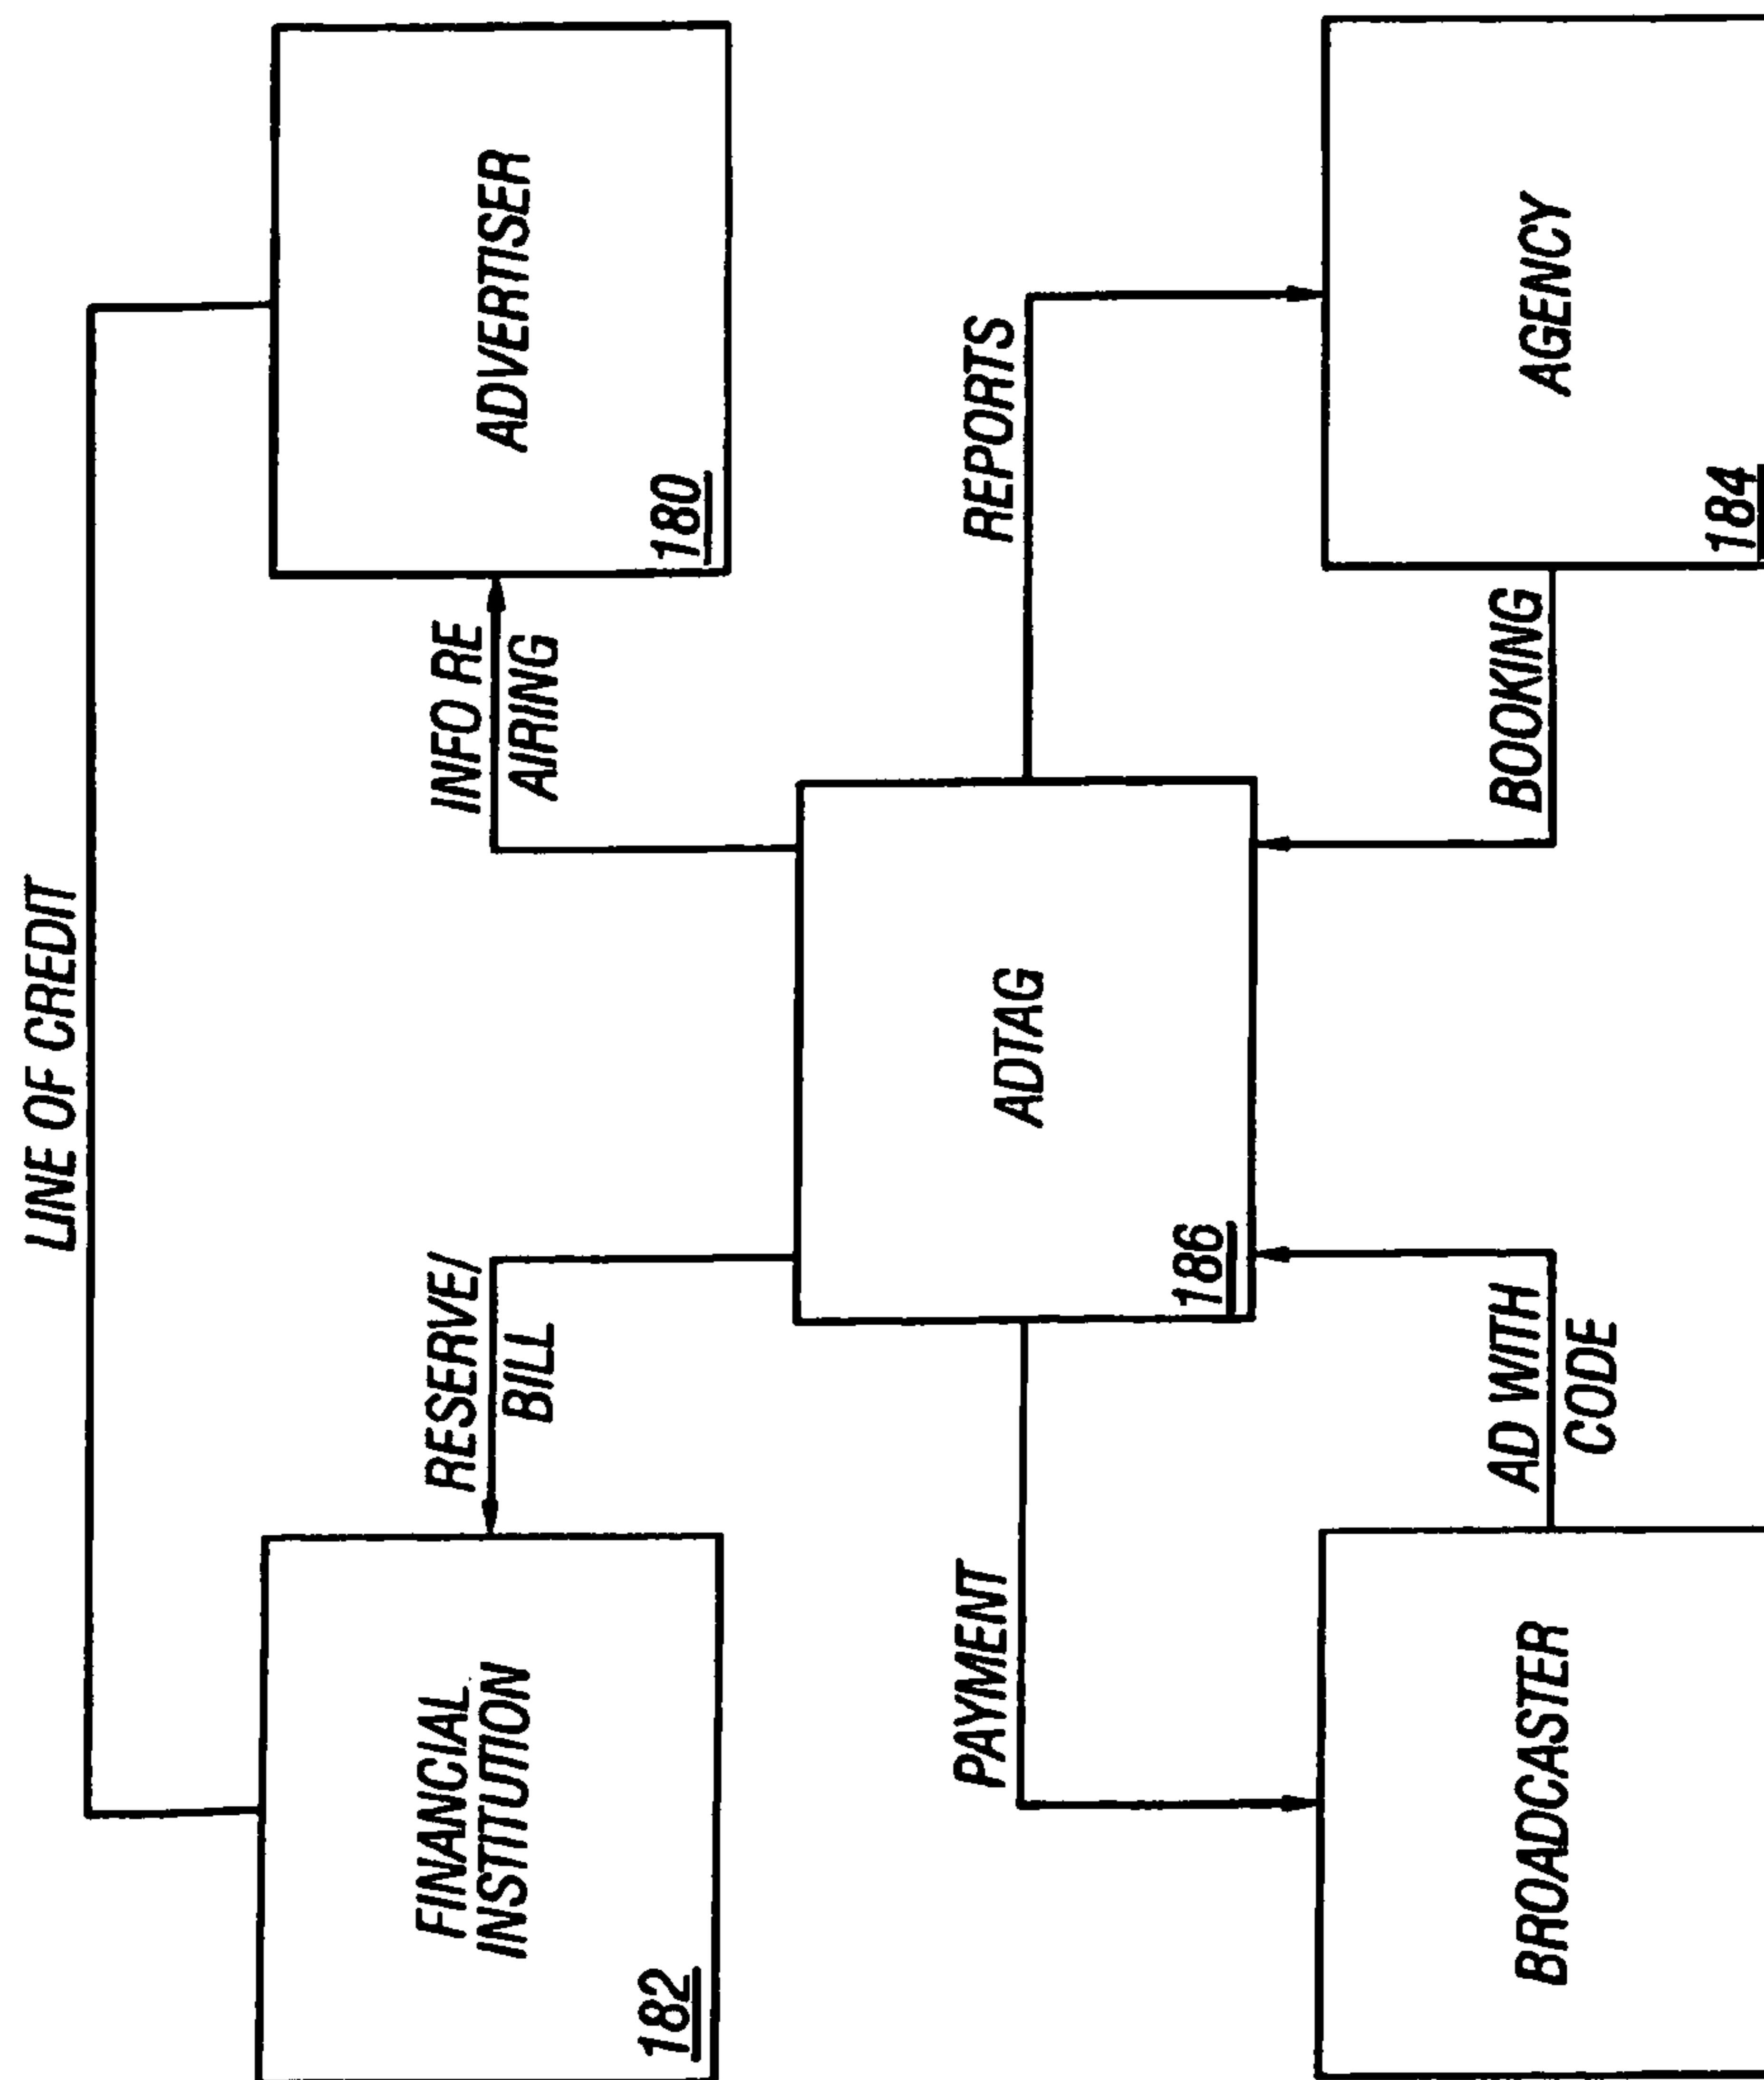 LINE OF CREDIT
FINANCIAL
INSTITUTION
182
RESERVE/
BILL
INFO RE
AIRING
ADVERTISER
180
PAYMENT
ADTAG
186
REPORTS
BROADCASTER
AD WITH
CODE
BOOKING
AGENCY
184